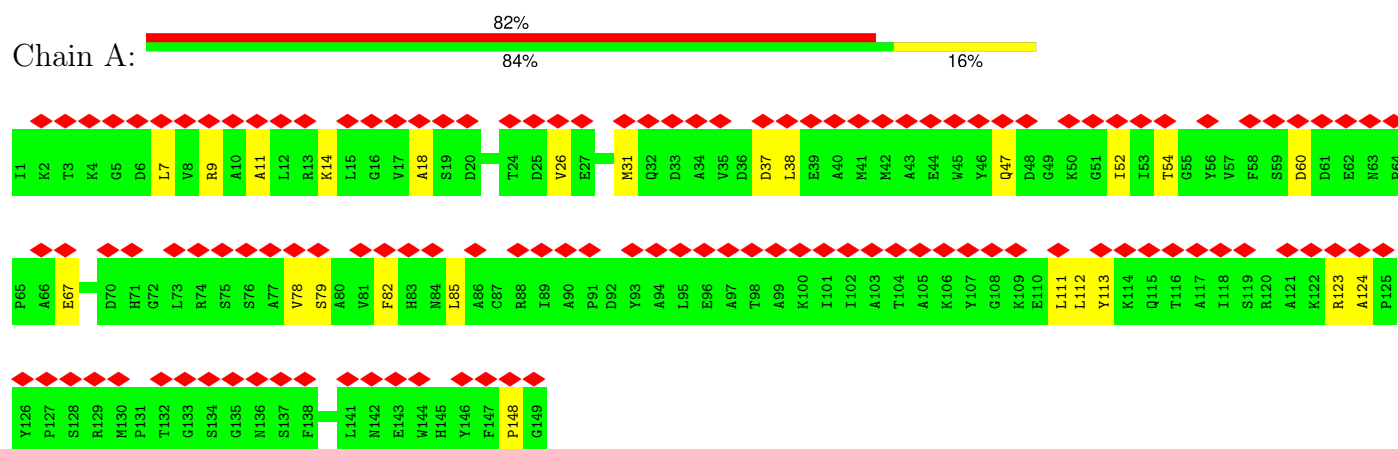 82%
Chain A:
84% 16%
I1 K2 T3 K4 G5 D6 L7 V8 R9 A10 A11 L12 R13 K14 L15 G16 V17 A18 S19 D20 T24 D25 V26 E27 M31 Q32 D33 A34 V35 D36 D37 L38 E39 A40 M41 M42 A43 E44 W45 Y46 Q47 D48 G49 K50 G51 I52 I53 T54 G55 Y56 V57 F58 S59 D60 D61 E62 N63 P64
P65 A66 E67 D70 H71 G72 L73 R74 S75 S76 A77 V78 S79 A80 V81 F82 H83 N84 L85 A86 C87 R88 I89 A90 P91 D92 Y93 A94 L95 E96 A97 T98 A99 K100 I101 I102 A103 T104 A105 K106 Y107 G108 K109 E110 L111 L112 Y113 K114 Q115 T116 A117 I118 S119 R120 A121 K122 R123 A124 P125
Y126 P127 S128 R129 M130 P131 T132 G133 S134 G135 N136 S137 F138 L141 N142 E143 W144 H145 Y146 F147 P148 G149